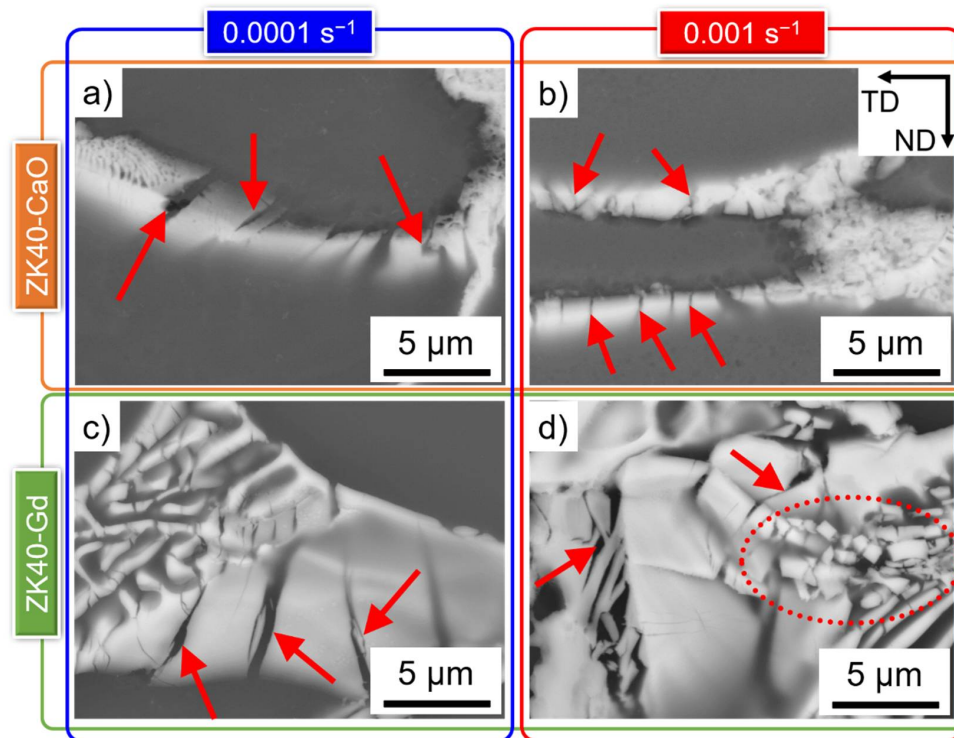 0.0001 s⁻¹
0.001 s⁻¹
ZK40-CaO
a)
5 µm
b)
TD
ND
5 µm
ZK40-Gd
c)
5 µm
d)
5 µm